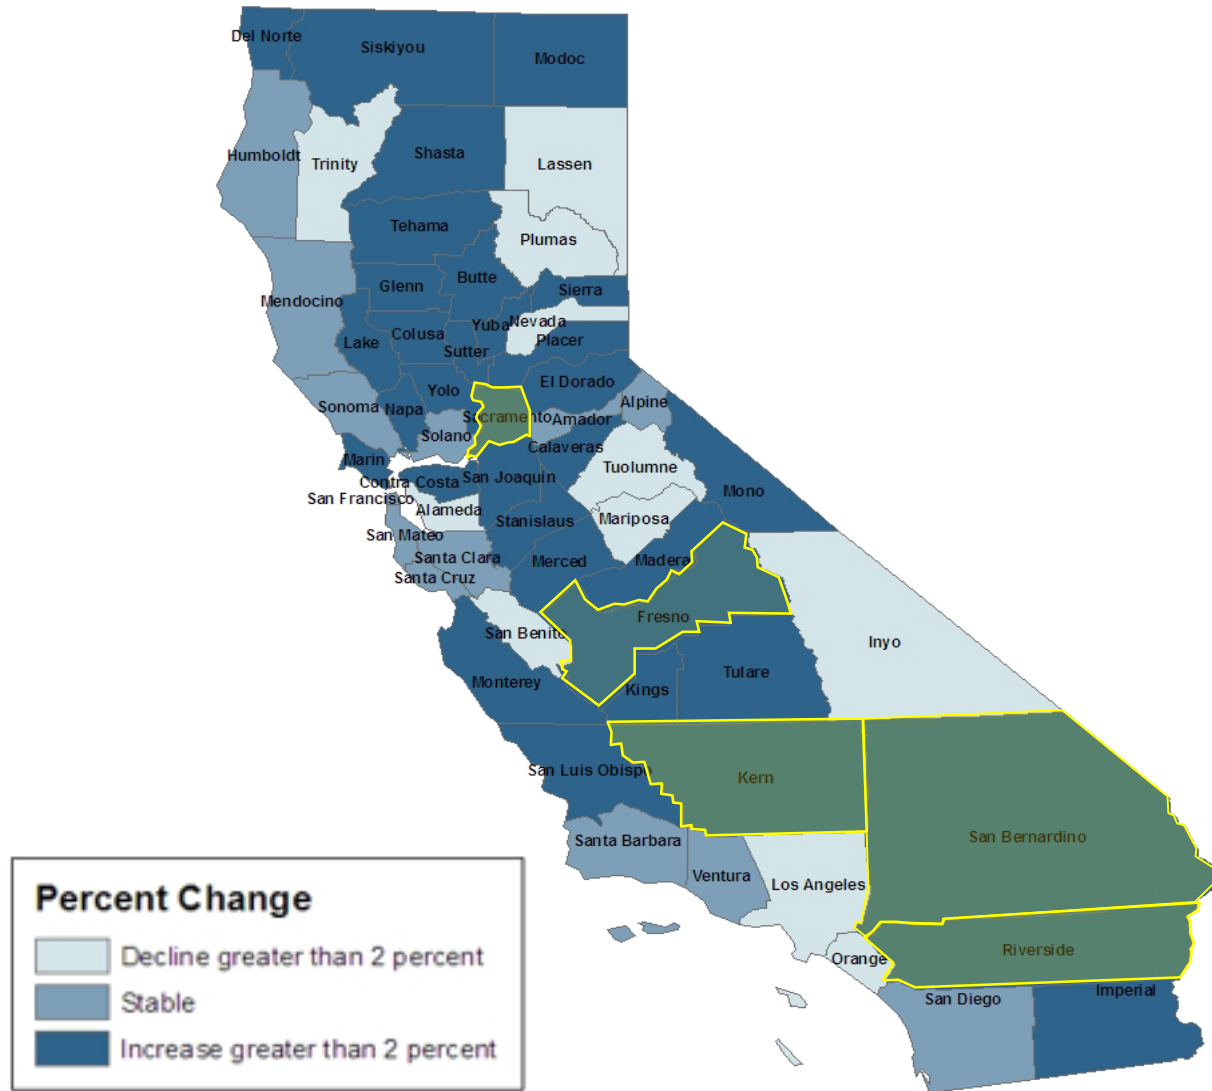 Del Norte
Siskiyou
Modoc
Humboldt
Trinity
Shasta
Lassen
Tehama
Plumas
Butte
Glenn
Sierra
Mendocino
Nevada
Yuba
Colusa
Placer
Lake
Sutter
El Dorado
Yolo
Alpine
Sonoma
Napa
Sacramento
Amador
Solano
Calaveras
Marin
Tuolumne
San Joaquin
Contra Costa
Mono
San Francisco
Alameda
Mariposa
Stanislaus
San Mateo
Santa Clara
Merced
Madera
Santa Cruz
Fresno
San Benito
Inyo
Tulare
Monterey
Kings
San Luis Obispo
Kern
San Bernardino
Santa Barbara
Ventura
Los Angeles
Riverside
Orange
Imperial
San Diego
Percent Change
Decline greater than 2 percent
Stable
Increase greater than 2 percent